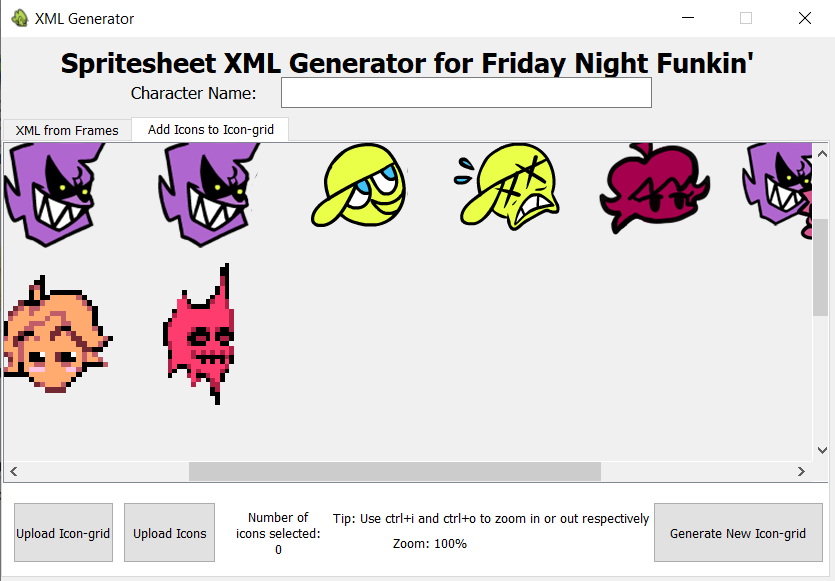 XML Generator
Spritesheet XML Generator for Friday Night Funkin'
Character Name:
XML from Frames
Add Icons to Icon-grid
Upload Icon-grid
Upload Icons
Number of
icons selected:
0
Tip: Use ctrl+i and ctrl+o to zoom in or out respectively
Zoom: 100%
Generate New Icon-grid